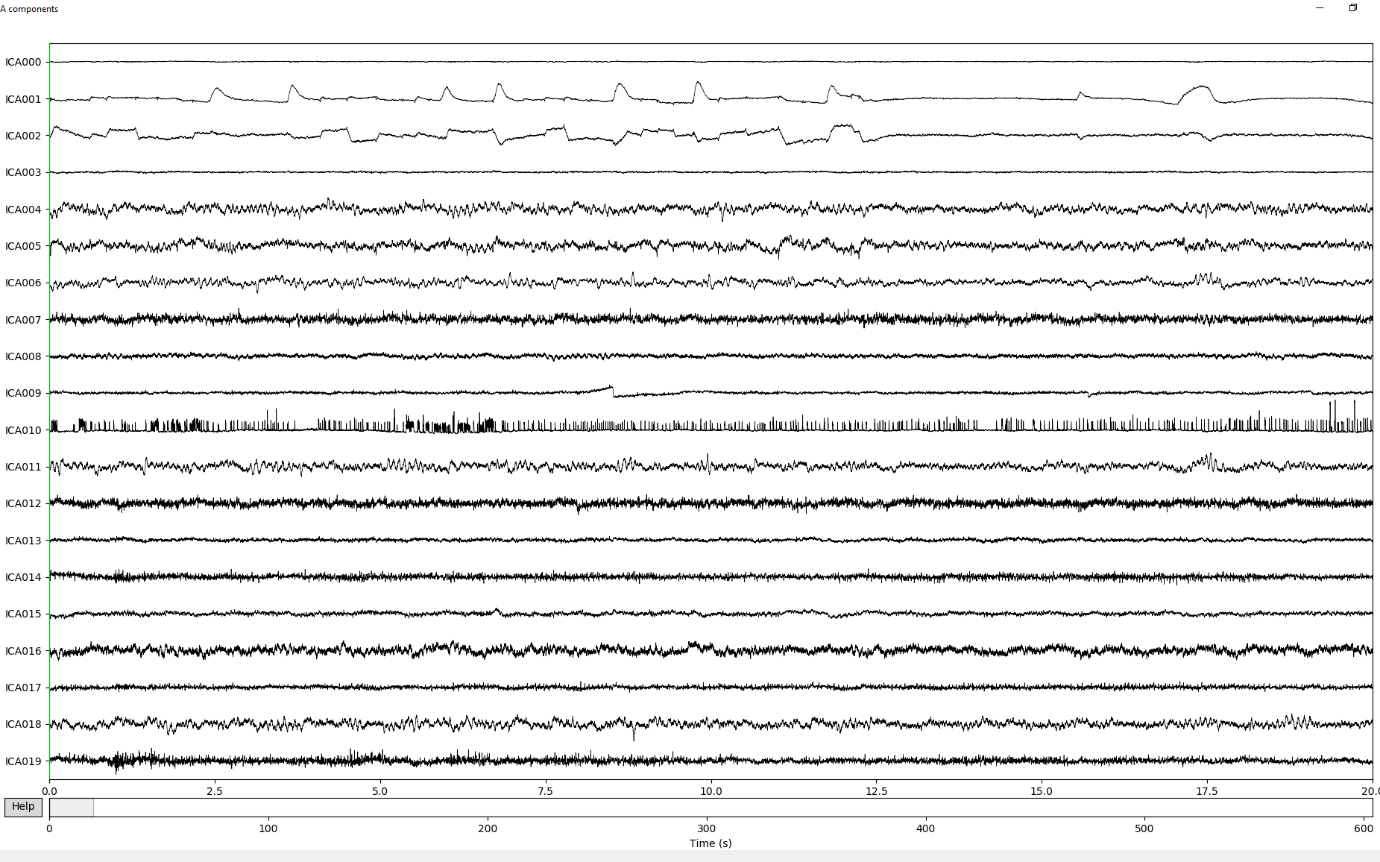 A components
ICA000
ICA001
ICA002
ICA003
ICA004
ICA005
ICA006
ICA007
ICA008
ICA009
ICA010
ICA011
ICA012
ICA013
ICA014
ICA015
ICA016
ICA017
ICA018
ICA019
0.0 2.5 5.0 7.5 10.0 12.5 15.0 17.5 20.0
Help
0 100 200 300 400 500 600
Time (s)